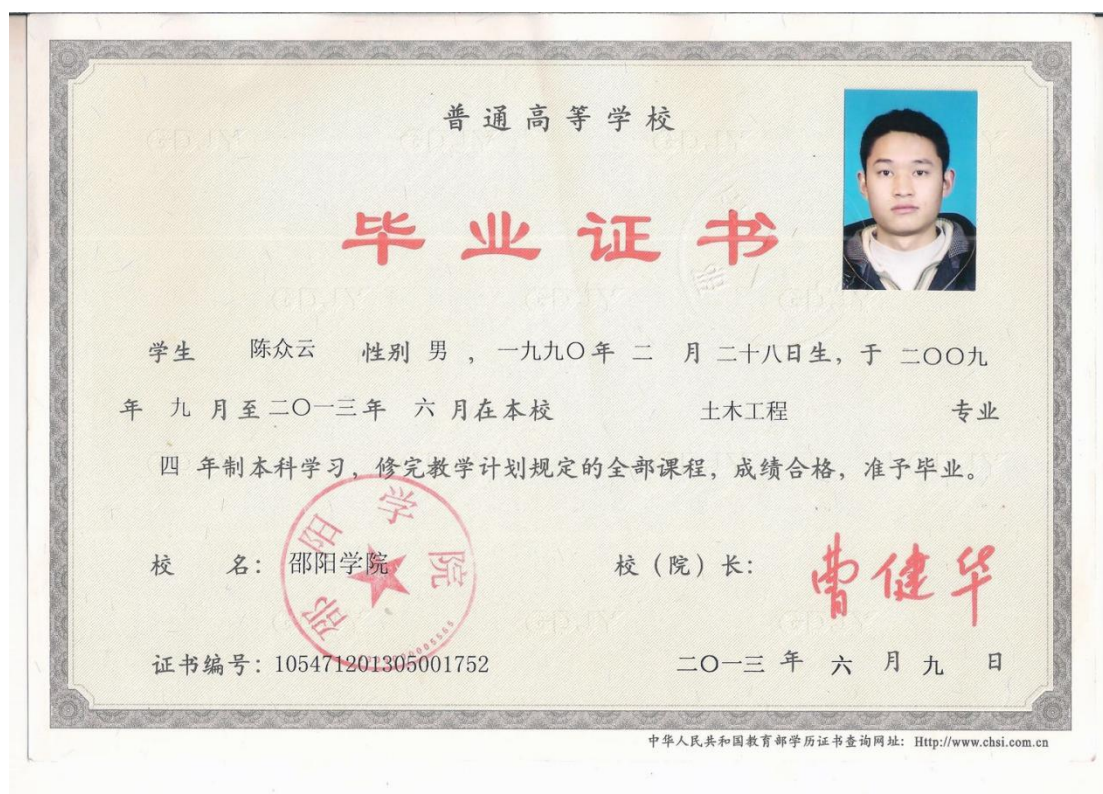 普通高等学校
毕业证书
学生 陈众云 性别 男 ，一九九〇年 二 月 二十八日生，于 二〇〇九
年 九 月至二〇一三年 六 月在本校 土木工程 专业
四 年制本科学习，修完教学计划规定的全部课程，成绩合格，准予毕业。
校 名：邵阳学院 校（院）长：曹健华
邵阳学院
证书编号：105471201305001752 二〇一三 年 六 月 九 日
中华人民共和国教育部学历证书查询网址：Http://www.chsi.com.cn